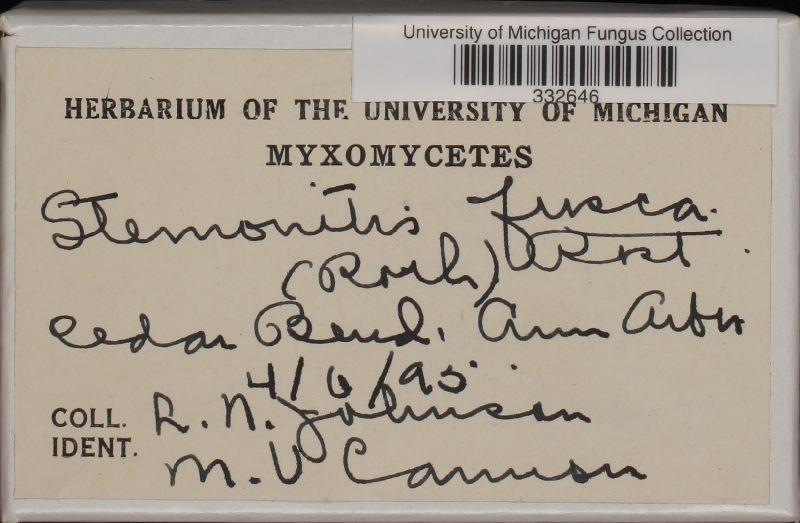 University of Michigan Fungus Collection
332646
HERBARIUM OF THE UNIVERSITY OF MICHIGAN
MYXOMYCETES
Stemonitis fusca.
(Roth) Rost.
Cedar Bend, Ann Arbor
4/6/95
COLL. R. N. Johnson
IDENT. M. V. Cannon